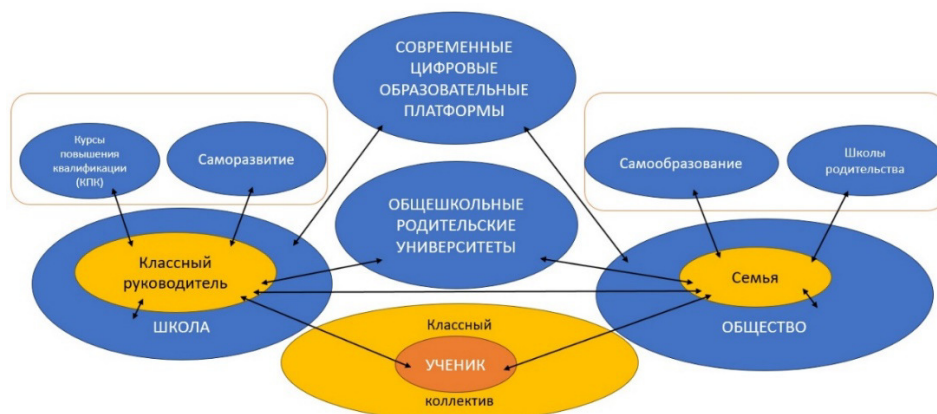 СОВРЕМЕННЫЕ
ЦИФРОВЫЕ
ОБРАЗОВАТЕЛЬНЫЕ
ПЛАТФОРМЫ
Курсы
повышения
квалификации
(КПК)
Саморазвитие
Самообразование
Школы
родительства
ОБЩЕШКОЛЬНЫЕ
РОДИТЕЛЬСКИЕ
УНИВЕРСИТЕТЫ
Классный
руководитель
ШКОЛА
Семья
ОБЩЕСТВО
Классный
УЧЕНИК
коллектив